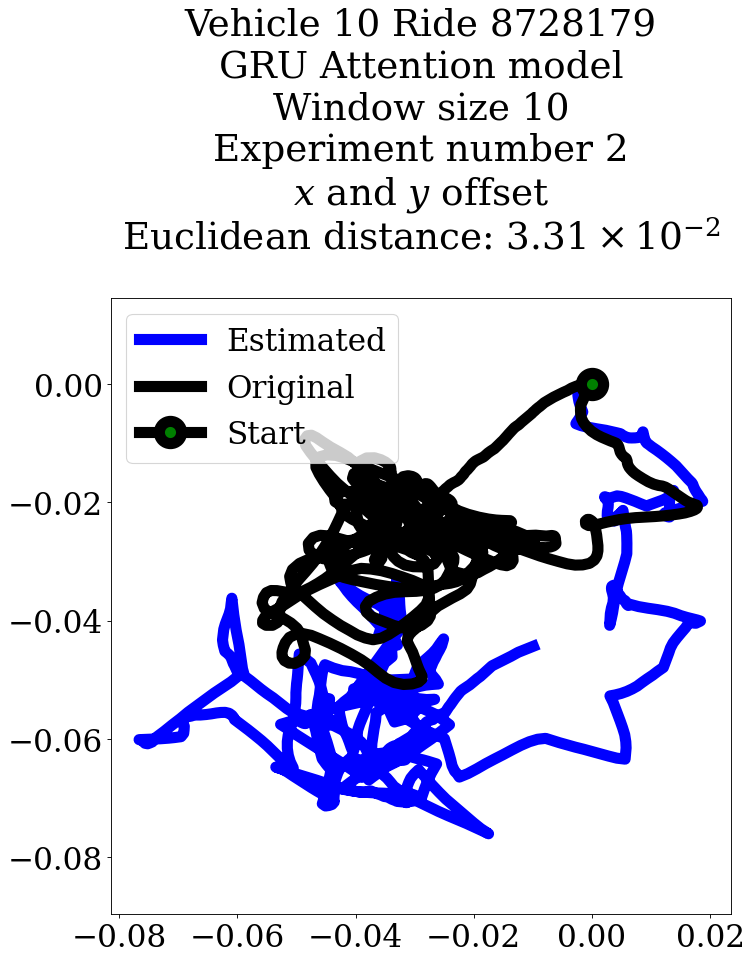 Vehicle 10 Ride 8728179
GRU Attention model
Window size 10
Experiment number 2
x and y offset
Euclidean distance: 3.31 × 10⁻²
Estimated
Original
Start
0.00
−0.02
−0.04
−0.06
−0.08
−0.08 −0.06 −0.04 −0.02 0.00 0.02